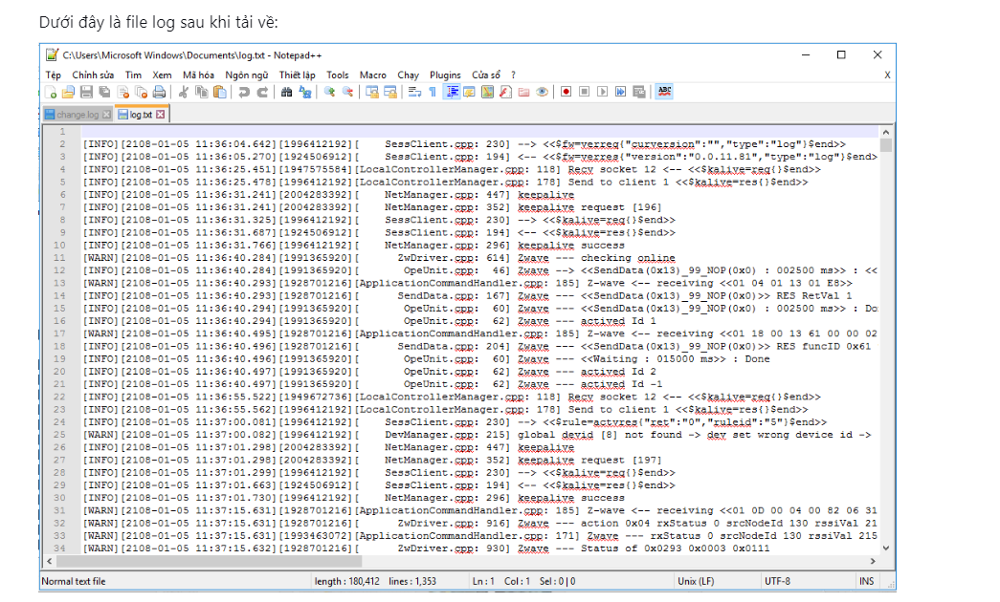 Dưới đây là file log sau khi tải về:
C:\Users\Microsoft Windows\Documents\log.txt - Notepad++
Tệp Chỉnh sửa Tìm Xem Mã hóa Ngôn ngữ Thiết lập Tools Macro Chạy Plugins Cửa sổ ? X
change.log log.txt
1
2 [INFO][2108-01-05 11:36:04.642][1996412192][ SessClient.cpp: 230] --> <<$fw=verreq{"curversion":"","type":"log"}$end>>
3 [INFO][2108-01-05 11:36:05.270][1924506912][ SessClient.cpp: 194] <-- <<$fw=verres{"version":"0.0.11.81","type":"log"}$end>
4 [INFO][2108-01-05 11:36:25.451][1947575584][LocalControllerManager.cpp: 118] Recv socket 12 <-- <<$kalive=req{}$end>>
5 [INFO][2108-01-05 11:36:25.478][1996412192][LocalControllerManager.cpp: 178] Send to client 1 <<$kalive=res{}$end>>
6 [INFO][2108-01-05 11:36:31.241][2004283392][ NetManager.cpp: 447] keepalive
7 [INFO][2108-01-05 11:36:31.241][2004283392][ NetManager.cpp: 352] keepalive request [196]
8 [INFO][2108-01-05 11:36:31.325][1996412192][ SessClient.cpp: 230] --> <<$kalive=req{}$end>>
9 [INFO][2108-01-05 11:36:31.687][1924506912][ SessClient.cpp: 194] <-- <<$kalive=res{}$end>>
10 [INFO][2108-01-05 11:36:31.766][1996412192][ NetManager.cpp: 296] keepalive success
11 [WARN][2108-01-05 11:36:40.284][1991365920][ ZwDriver.cpp: 614] Zwave --- checking online
12 [INFO][2108-01-05 11:36:40.284][1991365920][ OpeUnit.cpp: 46] Zwave --> <<SendData(0x13)_99_NOP(0x0) : 002500 ms>> : <<
13 [WARN][2108-01-05 11:36:40.293][1928701216][ApplicationCommandHandler.cpp: 185] Z-wave <-- receiving <<01 04 01 13 01 E8>>
14 [INFO][2108-01-05 11:36:40.293][1928701216][ SendData.cpp: 167] Zwave --- <<SendData(0x13)_99_NOP(0x0)>> RES RetVal 1
15 [INFO][2108-01-05 11:36:40.294][1991365920][ OpeUnit.cpp: 60] Zwave --- <<SendData(0x13)_99_NOP(0x0) : 002500 ms>> : Do
16 [INFO][2108-01-05 11:36:40.294][1991365920][ OpeUnit.cpp: 62] Zwave --- actived Id 1
17 [WARN][2108-01-05 11:36:40.495][1928701216][ApplicationCommandHandler.cpp: 185] Z-wave <-- receiving <<01 18 00 13 61 00 00 02
18 [INFO][2108-01-05 11:36:40.496][1928701216][ SendData.cpp: 204] Zwave --- <<SendData(0x13)_99_NOP(0x0)>> RES funcID 0x61
19 [INFO][2108-01-05 11:36:40.496][1991365920][ OpeUnit.cpp: 60] Zwave --- <<Waiting : 015000 ms>> : Done
20 [INFO][2108-01-05 11:36:40.497][1991365920][ OpeUnit.cpp: 62] Zwave --- actived Id 2
21 [INFO][2108-01-05 11:36:40.497][1991365920][ OpeUnit.cpp: 62] Zwave --- actived Id -1
22 [INFO][2108-01-05 11:36:55.522][1949672736][LocalControllerManager.cpp: 118] Recv socket 12 <-- <<$kalive=req{}$end>>
23 [INFO][2108-01-05 11:36:55.562][1996412192][LocalControllerManager.cpp: 178] Send to client 1 <<$kalive=res{}$end>>
24 [INFO][2108-01-05 11:37:00.081][1996412192][ SessClient.cpp: 230] --> <<$rule=actvres{"ret":"0","ruleid":"5"}$end>>
25 [WARN][2108-01-05 11:37:00.082][1996412192][ DevManager.cpp: 215] global devid [8] not found -> dev set wrong device id ->
26 [INFO][2108-01-05 11:37:01.298][2004283392][ NetManager.cpp: 447] keepalive
27 [INFO][2108-01-05 11:37:01.298][2004283392][ NetManager.cpp: 352] keepalive request [197]
28 [INFO][2108-01-05 11:37:01.299][1996412192][ SessClient.cpp: 230] --> <<$kalive=req{}$end>>
29 [INFO][2108-01-05 11:37:01.663][1924506912][ SessClient.cpp: 194] <-- <<$kalive=res{}$end>>
30 [INFO][2108-01-05 11:37:01.730][1996412192][ NetManager.cpp: 296] keepalive success
31 [WARN][2108-01-05 11:37:15.631][1928701216][ApplicationCommandHandler.cpp: 185] Z-wave <-- receiving <<01 0D 00 04 00 82 06 31
32 [WARN][2108-01-05 11:37:15.631][1928701216][ ZwDriver.cpp: 916] Zwave --- action 0x04 rxStatus 0 srcNodeId 130 rssiVal 21
33 [WARN][2108-01-05 11:37:15.631][1993463072][ApplicationCommandHandler.cpp: 171] Zwave --- rxStatus 0 srcNodeId 130 rssiVal 215
34 [WARN][2108-01-05 11:37:15.632][1928701216][ ZwDriver.cpp: 930] Zwave --- Status of 0x0293 0x0003 0x0111
Normal text file length : 180,412 lines : 1,353 Ln : 1 Col : 1 Sel : 0 | 0 Unix (LF) UTF-8 INS